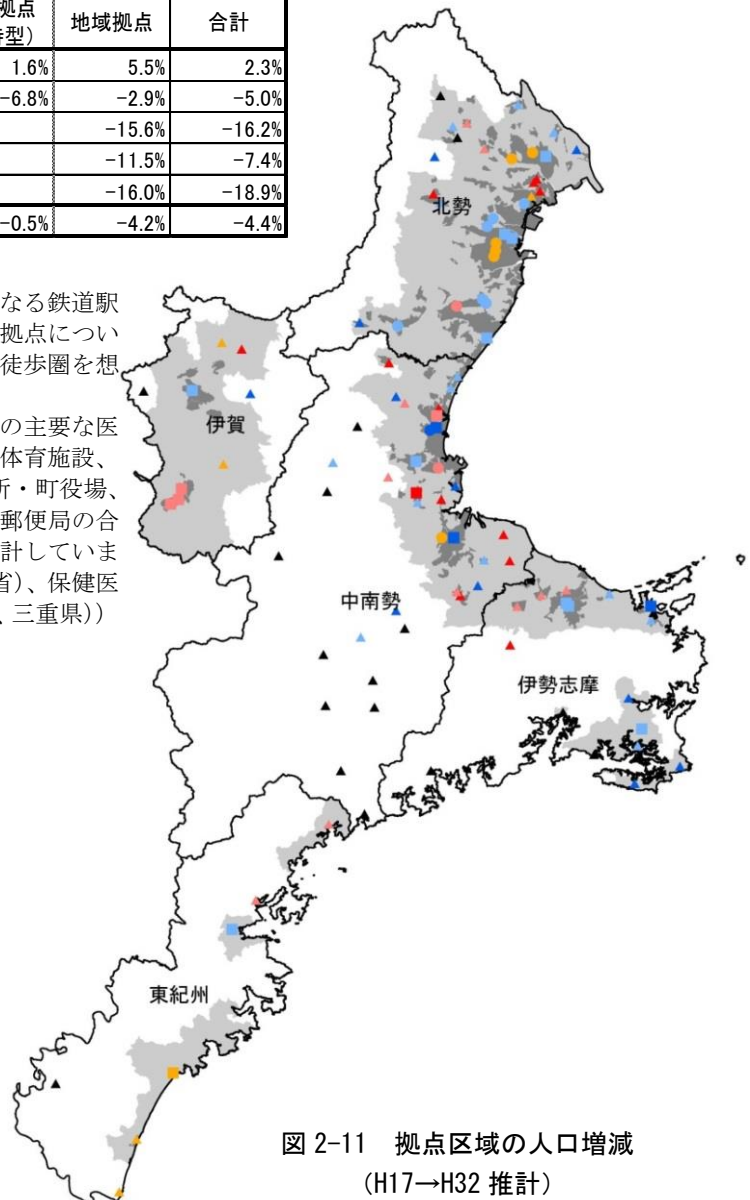 拠点 地域拠点 合計
持型）
1.6% 5.5% 2.3%
-6.8% -2.9% -5.0%
-15.6% -16.2%
-11.5% -7.4%
-16.0% -18.9%
-0.5% -4.2% -4.4%
なる鉄道駅
拠点につい
徒歩圏を想
の主要な医
体育施設、
所・町役場、
郵便局の合
計していま
省）、保健医
、三重県））
北勢
伊賀
中南勢
伊勢志摩
東紀州
図 2-11 拠点区域の人口増減
（H17→H32 推計）